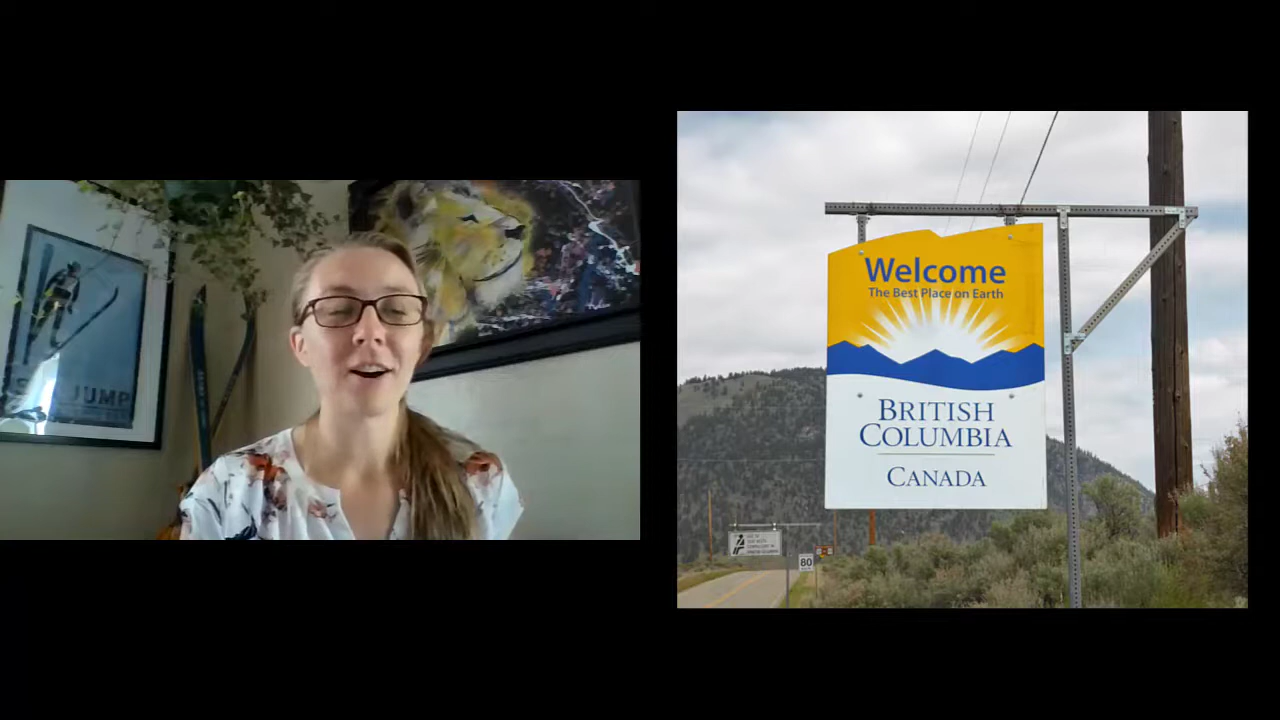 JUMP
Welcome
The Best Place on Earth
BRITISH
COLUMBIA
CANADA
80